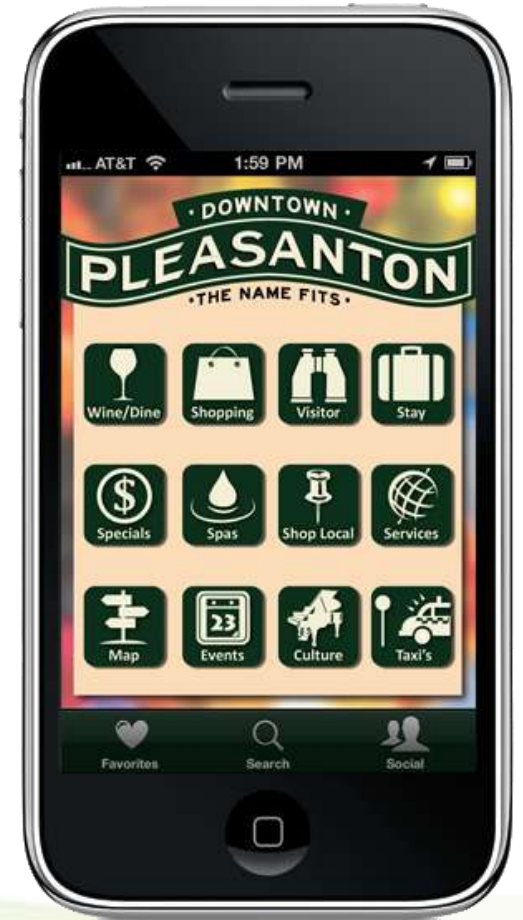 AT&T 1:59 PM
· DOWNTOWN ·
PLEASANTON
· THE NAME FITS ·
Wine/Dine Shopping Visitor Stay
Specials Spas Shop Local Services
23
Map Events Culture Taxi's
Favorites Search Social